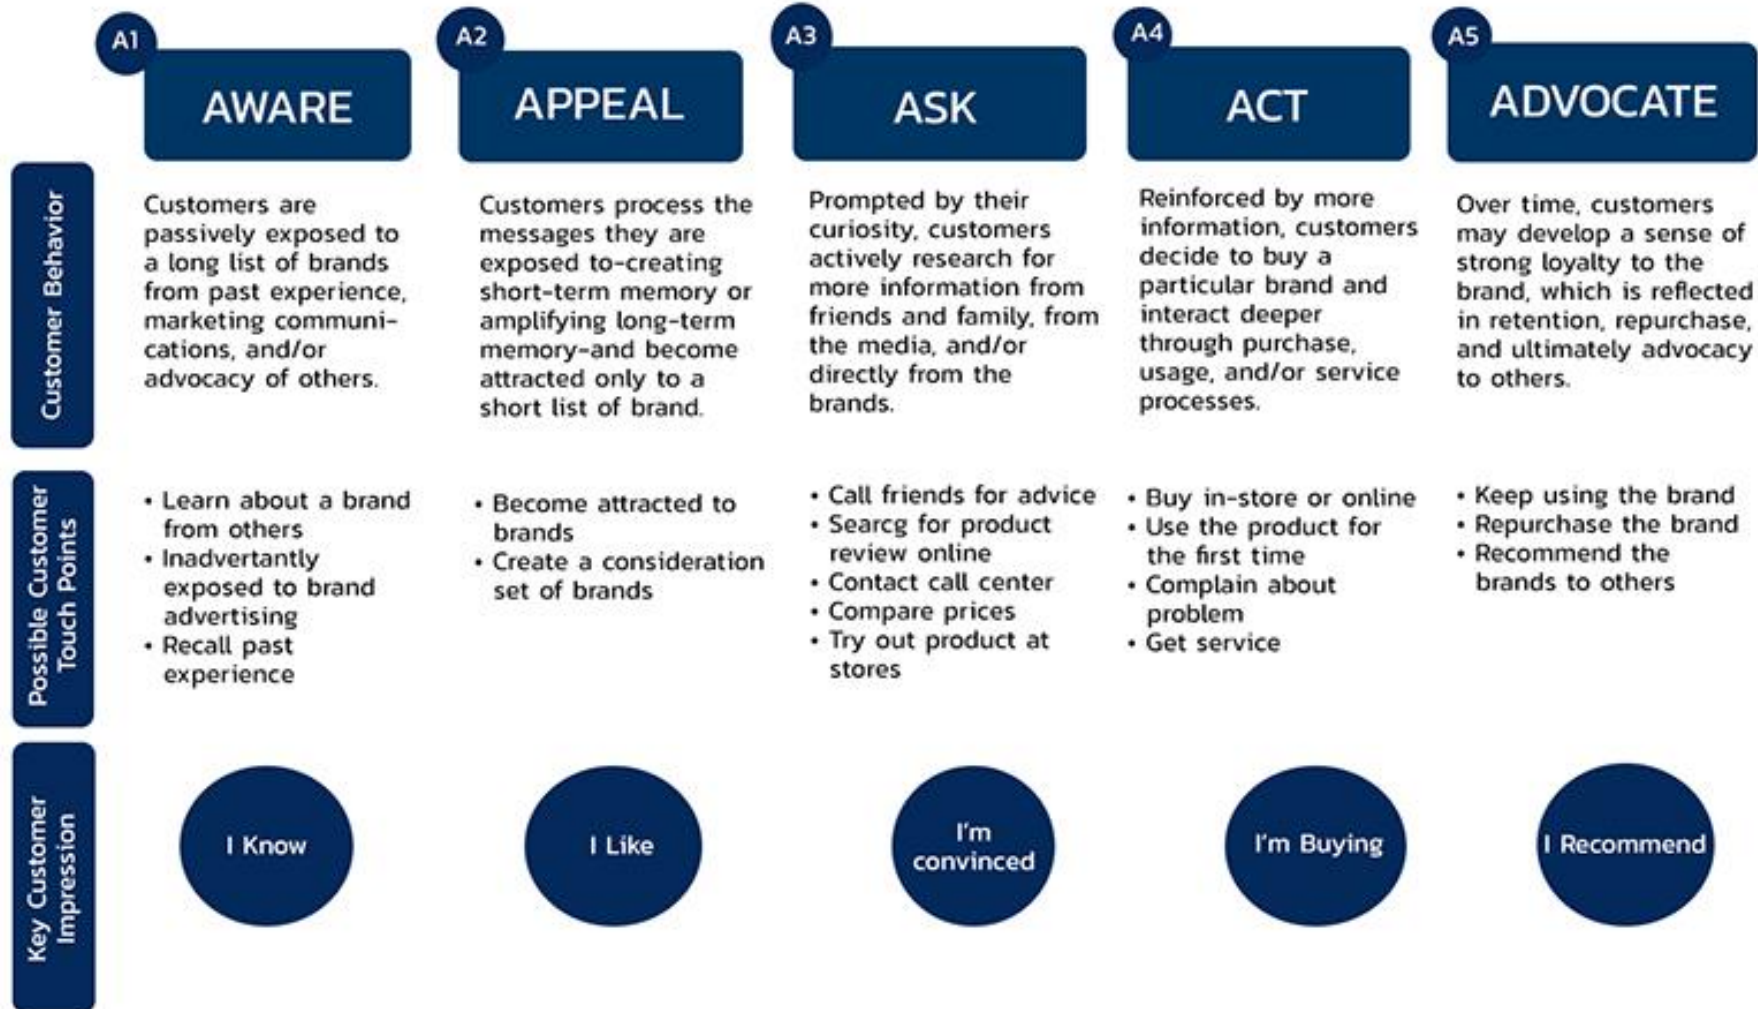 A1
AWARE
A2
APPEAL
A3
ASK
A4
ACT
A5
ADVOCATE
Customer Behavior
Customers are
passively exposed to
a long list of brands
from past experience,
marketing communi-
cations, and/or
advocacy of others.
Customers process the
messages they are
exposed to-creating
short-term memory or
amplifying long-term
memory-and become
attracted only to a
short list of brand.
Prompted by their
curiosity, customers
actively research for
more information from
friends and family, from
the media, and/or
directly from the
brands.
Reinforced by more
information, customers
decide to buy a
particular brand and
interact deeper
through purchase,
usage, and/or service
processes.
Over time, customers
may develop a sense of
strong loyalty to the
brand, which is reflected
in retention, repurchase,
and ultimately advocacy
to others.
Possible Customer
Touch Points
• Learn about a brand
from others
• Inadvertantly
exposed to brand
advertising
• Recall past
experience
• Become attracted to
brands
• Create a consideration
set of brands
• Call friends for advice
• Searcg for product
review online
• Contact call center
• Compare prices
• Try out product at
stores
• Buy in-store or online
• Use the product for
the first time
• Complain about
problem
• Get service
• Keep using the brand
• Repurchase the brand
• Recommend the
brands to others
Key Customer
Impression
I Know
I Like
I'm
convinced
I'm Buying
I Recommend